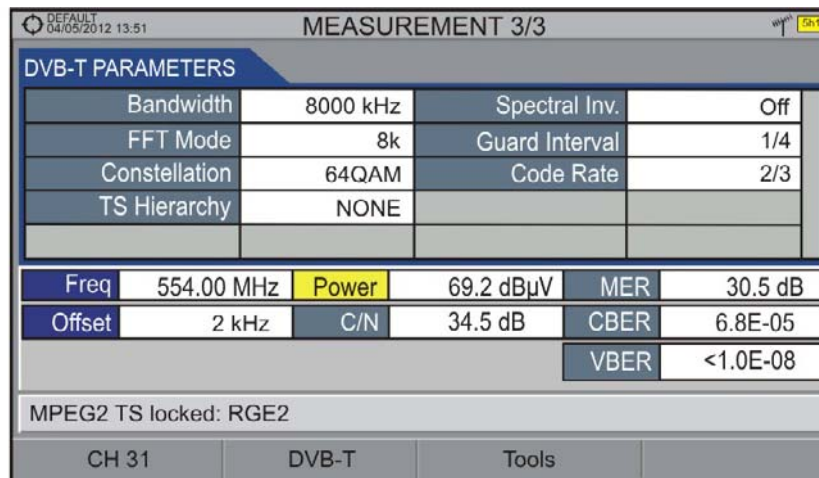 DEFAULT
04/05/2012 13:51
MEASUREMENT 3/3
DVB-T PARAMETERS
Bandwidth 8000 kHz Spectral Inv. Off
FFT Mode 8k Guard Interval 1/4
Constellation 64QAM Code Rate 2/3
TS Hierarchy NONE
Freq 554.00 MHz Power 69.2 dBµV MER 30.5 dB
Offset 2 kHz C/N 34.5 dB CBER 6.8E-05
VBER <1.0E-08
MPEG2 TS locked: RGE2
CH 31 DVB-T Tools